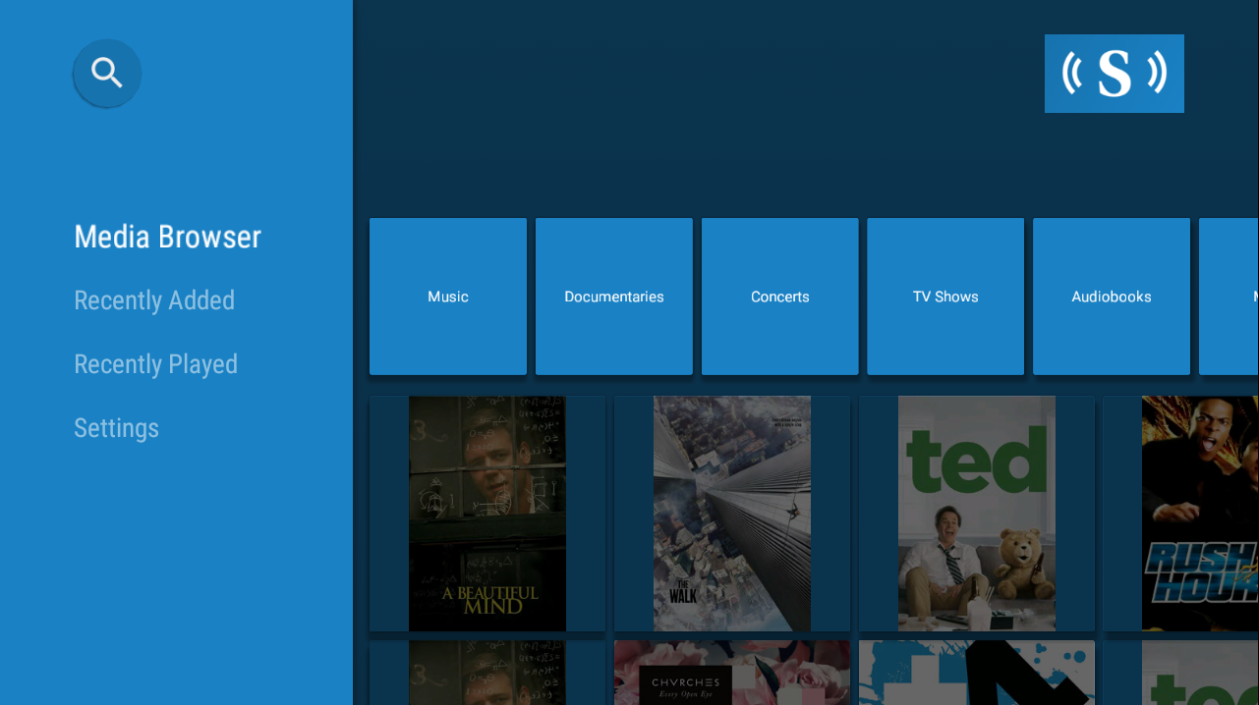 S
Media Browser
Recently Added
Recently Played
Settings
Music
Documentaries
Concerts
TV Shows
Audiobooks
A BEAUTIFUL
MIND
THE
WALK
ted
RUSH
HOUR
CHVRCHES
Every Open Eye
ted